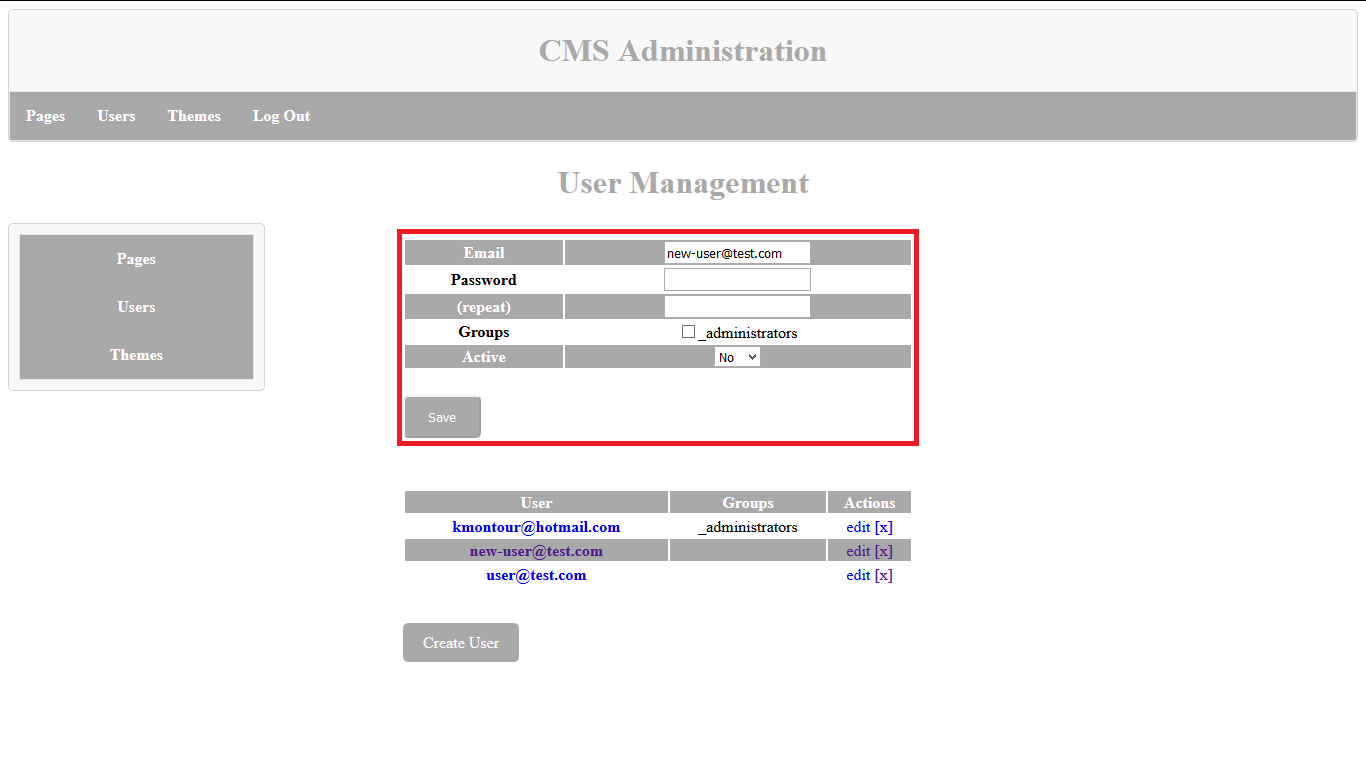 CMS Administration
Pages Users Themes Log Out
User Management
Pages
Users
Themes
Email new-user@test.com
Password
(repeat)
Groups _administrators
Active No
Save
User Groups Actions
kmontour@hotmail.com _administrators edit [x]
new-user@test.com edit [x]
user@test.com edit [x]
Create User